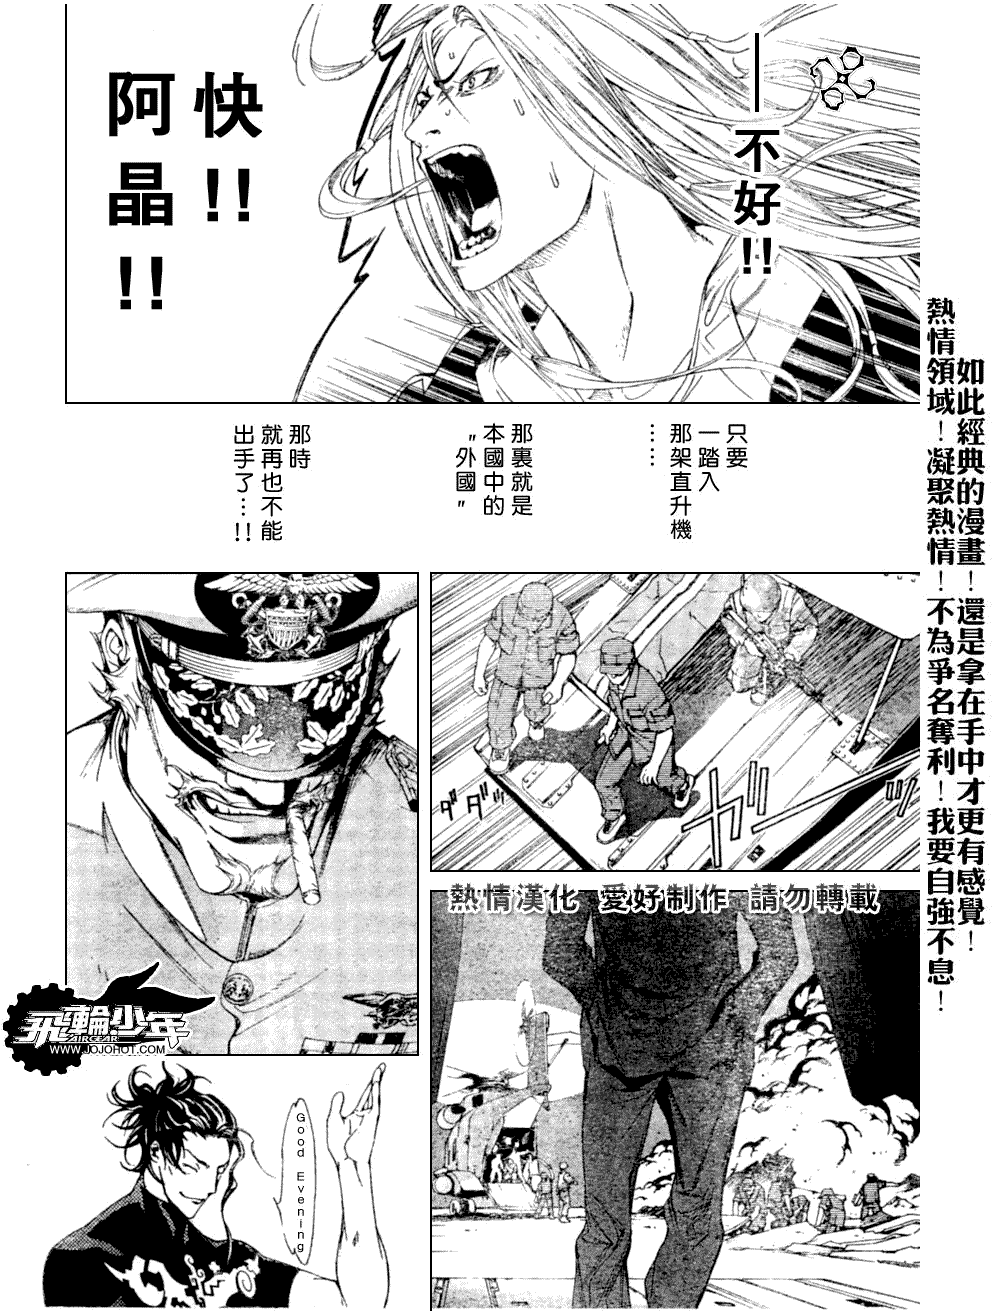 ——不好!!
快!!
阿晶!!
只要
一踏入
那架直升機
……
那裏就是
本國中的
"外國"
那時
就再也不能
出手了…!!
ガッ
ダダッ
熱情漢化 愛好制作 請勿轉載
Good Evening
飛輪少年
AIRGEAR
WWW.JOJOHOT.COM
如此經典的漫畫!還是拿在手中才更有感覺!
熱情領域!凝聚熱情!不為爭名奪利!我要自強不息!